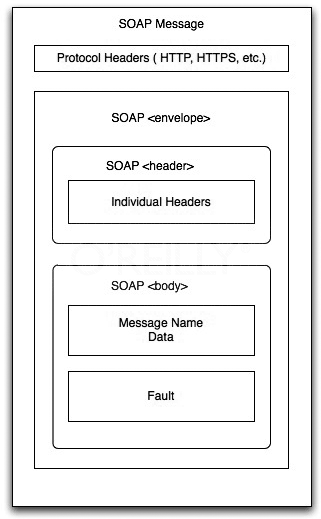 SOAP Message
Protocol Headers ( HTTP, HTTPS, etc.)
SOAP <envelope>
SOAP <header>
Individual Headers
O'REILLY
SOAP <body>
Message Name
Data
Fault